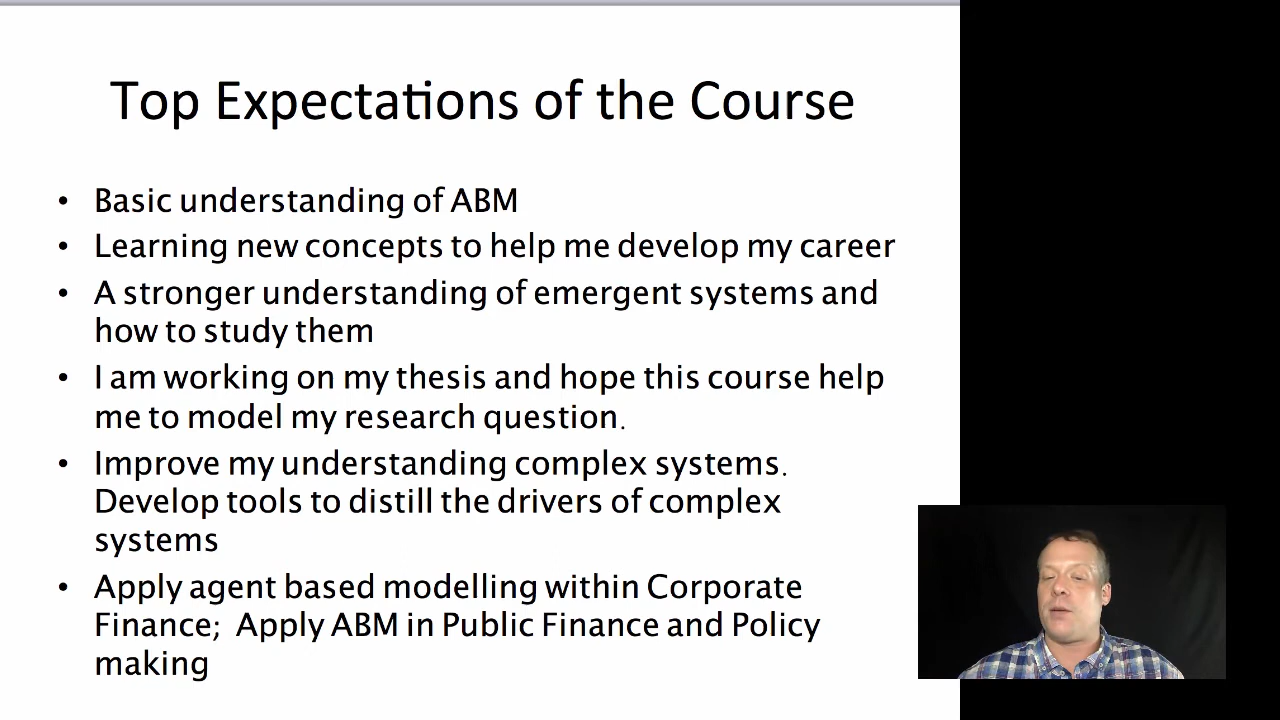 Top Expectations of the Course
• Basic understanding of ABM
• Learning new concepts to help me develop my career
• A stronger understanding of emergent systems and
how to study them
• I am working on my thesis and hope this course help
me to model my research question.
• Improve my understanding complex systems.
Develop tools to distill the drivers of complex
systems
• Apply agent based modelling within Corporate
Finance;  Apply ABM in Public Finance and Policy
making